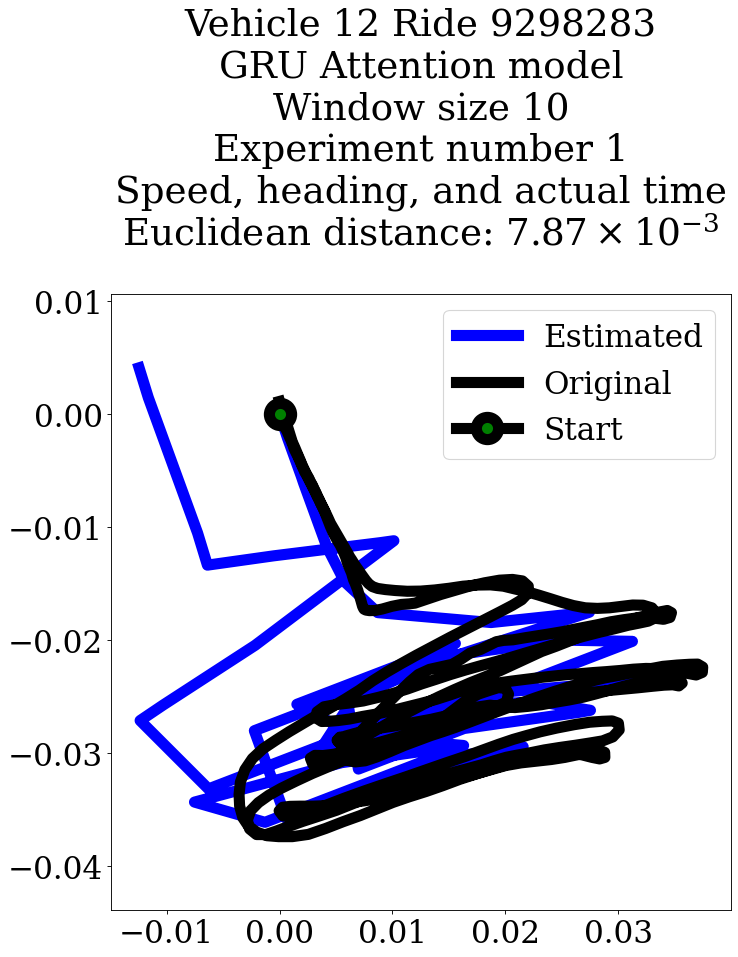 Vehicle 12 Ride 9298283
GRU Attention model
Window size 10
Experiment number 1
Speed, heading, and actual time
Euclidean distance: 7.87 × 10⁻³
Estimated
Original
Start
0.01
0.00
−0.01
−0.02
−0.03
−0.04
−0.01 0.00 0.01 0.02 0.03